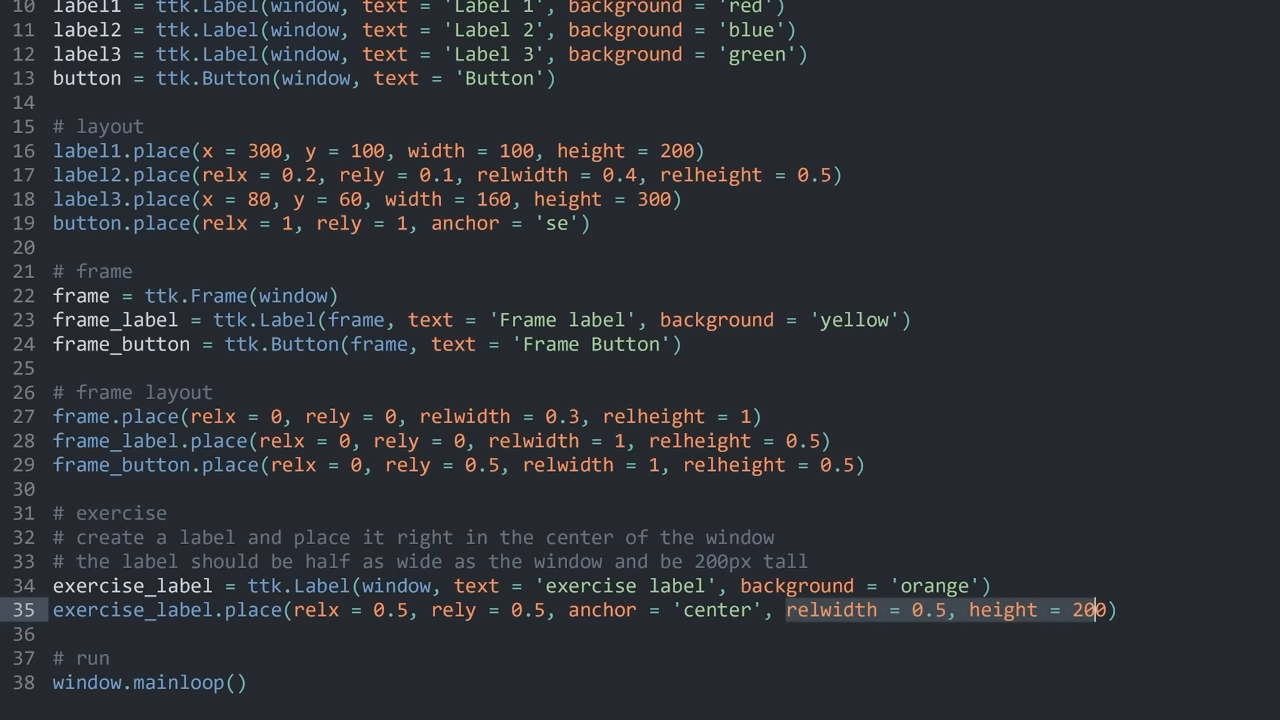 10 label1 = ttk.Label(window, text = 'Label 1', background = 'red')
11 label2 = ttk.Label(window, text = 'Label 2', background = 'blue')
12 label3 = ttk.Label(window, text = 'Label 3', background = 'green')
13 button = ttk.Button(window, text = 'Button')
14
15 # layout
16 label1.place(x = 300, y = 100, width = 100, height = 200)
17 label2.place(relx = 0.2, rely = 0.1, relwidth = 0.4, relheight = 0.5)
18 label3.place(x = 80, y = 60, width = 160, height = 300)
19 button.place(relx = 1, rely = 1, anchor = 'se')
20
21 # frame
22 frame = ttk.Frame(window)
23 frame_label = ttk.Label(frame, text = 'Frame label', background = 'yellow')
24 frame_button = ttk.Button(frame, text = 'Frame Button')
25
26 # frame layout
27 frame.place(relx = 0, rely = 0, relwidth = 0.3, relheight = 1)
28 frame_label.place(relx = 0, rely = 0, relwidth = 1, relheight = 0.5)
29 frame_button.place(relx = 0, rely = 0.5, relwidth = 1, relheight = 0.5)
30
31 # exercise
32 # create a label and place it right in the center of the window
33 # the label should be half as wide as the window and be 200px tall
34 exercise_label = ttk.Label(window, text = 'exercise label', background = 'orange')
35 exercise_label.place(relx = 0.5, rely = 0.5, anchor = 'center', relwidth = 0.5, height = 200)
36
37 # run
38 window.mainloop()